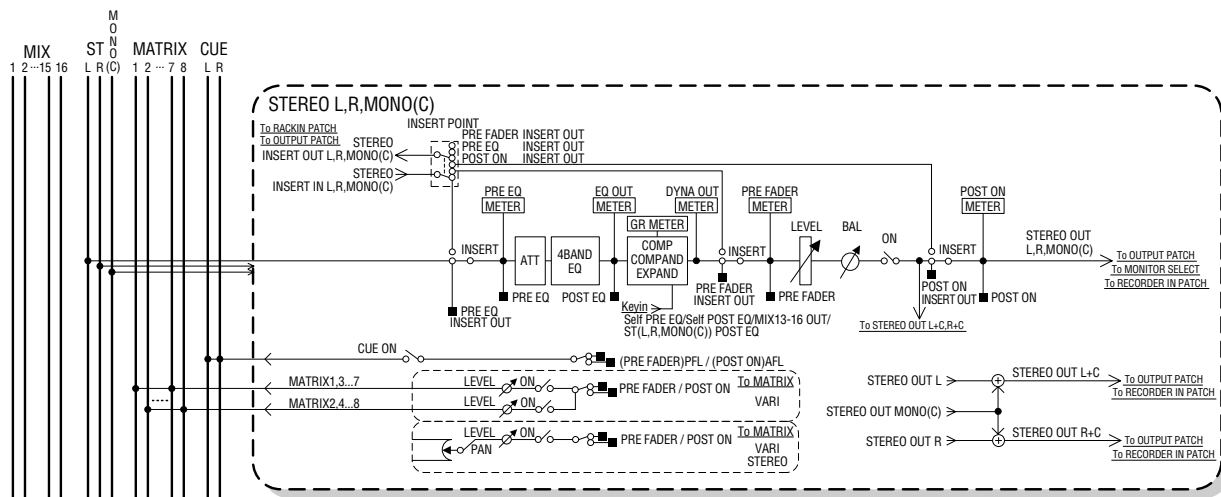 MIX
1 2 ··· 15 16
ST
L R
MONO
(C)
MATRIX
1 2 ··· 7 8
CUE
L R
STEREO L,R,MONO(C)
To RACKIN PATCH
To OUTPUT PATCH
STEREO
INSERT OUT L,R,MONO(C)
STEREO
INSERT IN L,R,MONO(C)
INSERT POINT
PRE FADER INSERT OUT
PRE EQ INSERT OUT
POST ON INSERT OUT
PRE EQ
METER
EQ OUT
METER
DYNA OUT
METER
PRE FADER
METER
POST ON
METER
GR METER
INSERT
ATT
4BAND
EQ
COMP
COMPAND
EXPAND
INSERT
LEVEL
BAL
ON
INSERT
STEREO OUT
L,R,MONO(C)
To OUTPUT PATCH
To MONITOR SELECT
To RECORDER IN PATCH
PRE EQ
INSERT OUT
PRE EQ
POST EQ
Keyin
Self PRE EQ/Self POST EQ/MIX13-16 OUT/
ST(L,R,MONO(C)) POST EQ
PRE FADER
INSERT OUT
PRE FADER
POST ON
INSERT OUT
POST ON
To STEREO OUT L+C,R+C
CUE ON
(PRE FADER)PFL / (POST ON)AFL
MATRIX1,3...7
LEVEL
ON
PRE FADER / POST ON
To MATRIX
VARI
MATRIX2,4...8
LEVEL
ON
LEVEL
PAN
ON
PRE FADER / POST ON
To MATRIX
VARI
STEREO
STEREO OUT L
STEREO OUT L+C
To OUTPUT PATCH
To RECORDER IN PATCH
STEREO OUT MONO(C)
STEREO OUT R
STEREO OUT R+C
To OUTPUT PATCH
To RECORDER IN PATCH